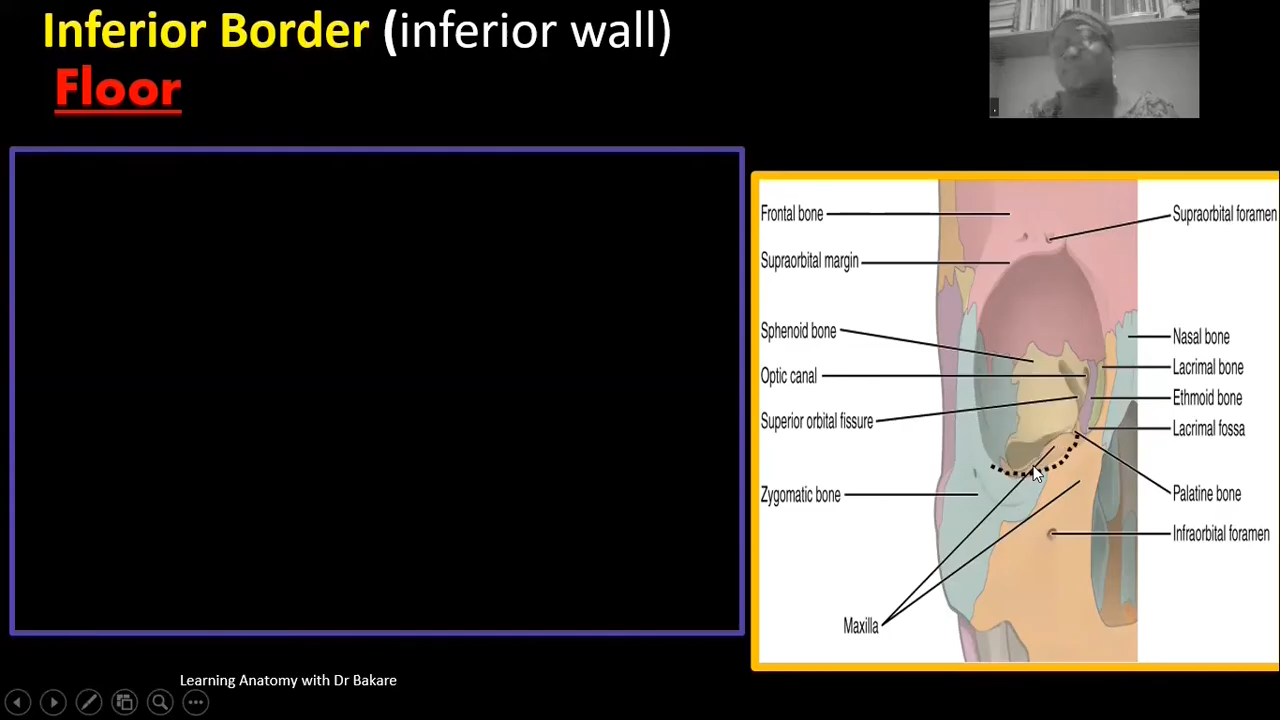 Inferior Border (inferior wall)
Floor
Frontal bone
Supraorbital margin
Sphenoid bone
Optic canal
Superior orbital fissure
Zygomatic bone
Maxilla
Supraorbital foramen
Nasal bone
Lacrimal bone
Ethmoid bone
Lacrimal fossa
Palatine bone
Infraorbital foramen
Learning Anatomy with Dr Bakare